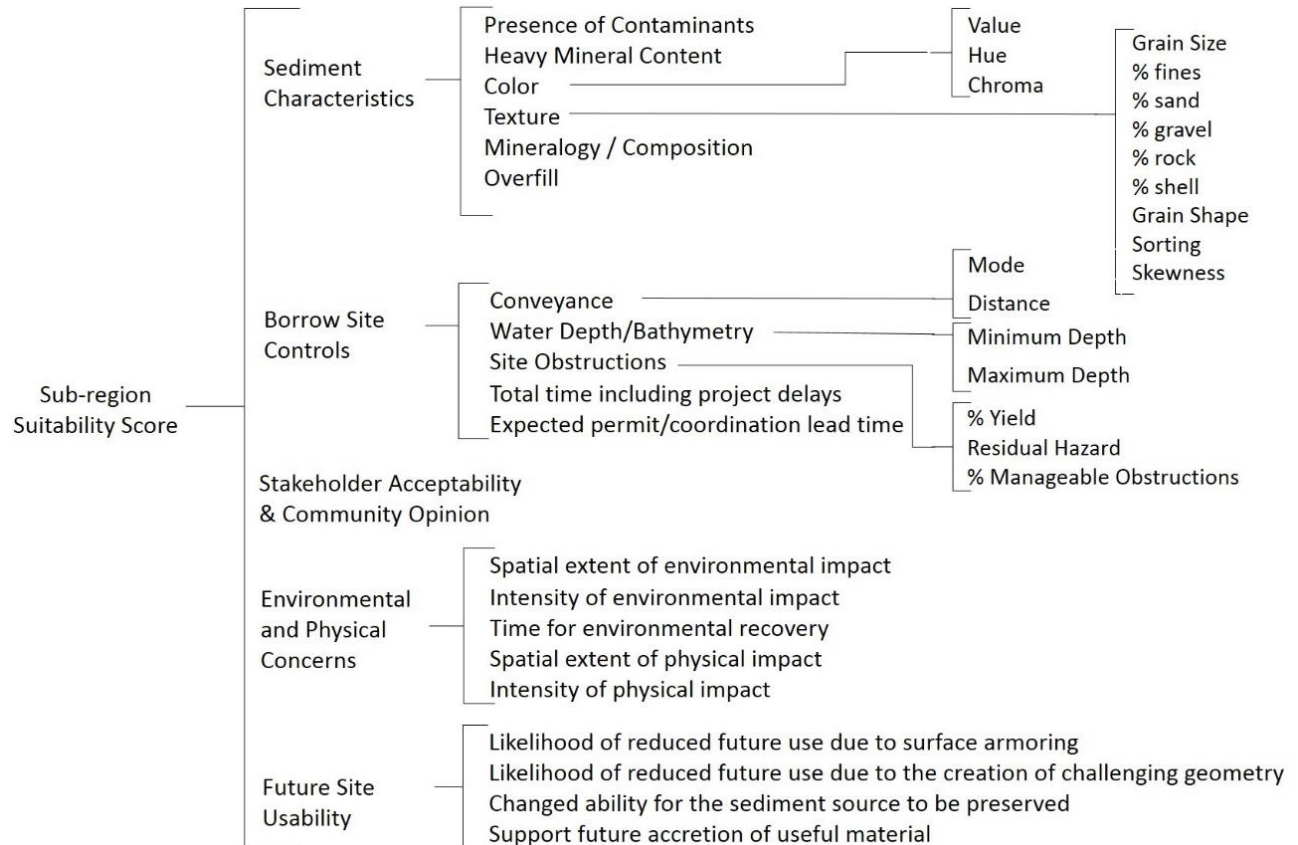 Sub-region
Suitability Score
Sediment
Characteristics
Presence of Contaminants
Heavy Mineral Content
Color
Texture
Mineralogy / Composition
Overfill
Value
Hue
Chroma
Grain Size
% fines
% sand
% gravel
% rock
% shell
Grain Shape
Sorting
Skewness
Borrow Site
Controls
Conveyance
Water Depth/Bathymetry
Site Obstructions
Total time including project delays
Expected permit/coordination lead time
Mode
Distance
Minimum Depth
Maximum Depth
% Yield
Residual Hazard
% Manageable Obstructions
Stakeholder Acceptability
& Community Opinion
Environmental
and Physical
Concerns
Spatial extent of environmental impact
Intensity of environmental impact
Time for environmental recovery
Spatial extent of physical impact
Intensity of physical impact
Future Site
Usability
Likelihood of reduced future use due to surface armoring
Likelihood of reduced future use due to the creation of challenging geometry
Changed ability for the sediment source to be preserved
Support future accretion of useful material